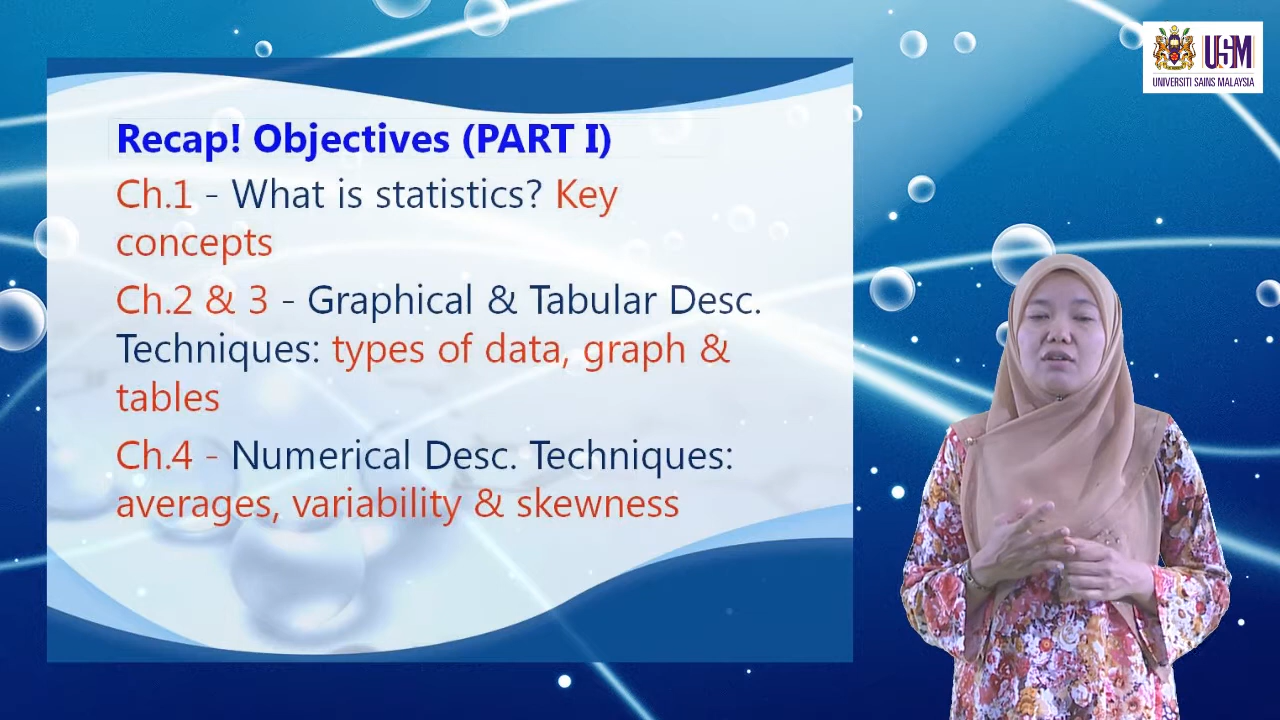 USM
UNIVERSITI SAINS MALAYSIA
Recap! Objectives (PART I)
Ch.1 - What is statistics? Key
concepts
Ch.2 & 3 - Graphical & Tabular Desc.
Techniques: types of data, graph &
tables
Ch.4 - Numerical Desc. Techniques:
averages, variability & skewness